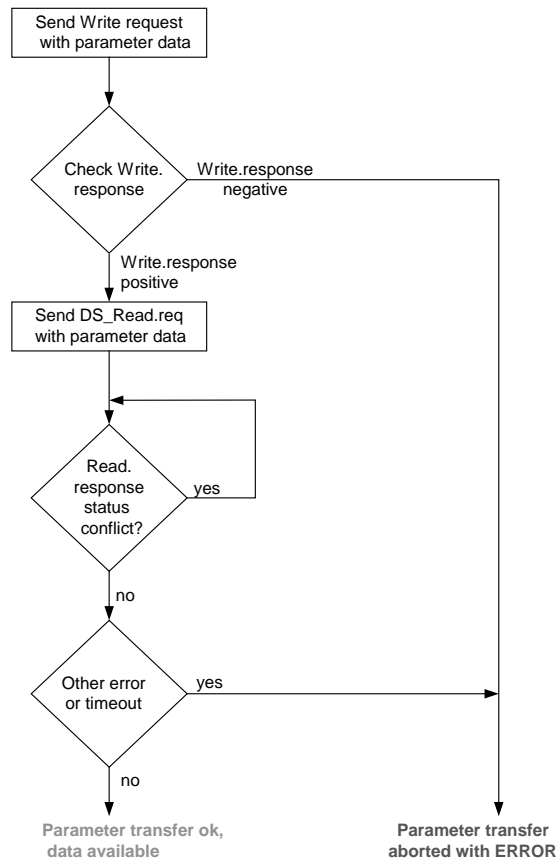 Send Write request
with parameter data
Check Write.
response
Write.response
negative
Write.response
positive
Send DS_Read.req
with parameter data
Read.
response
status
conflict?
yes
no
Other error
or timeout
yes
no
Parameter transfer ok,
data available
Parameter transfer
aborted with ERROR